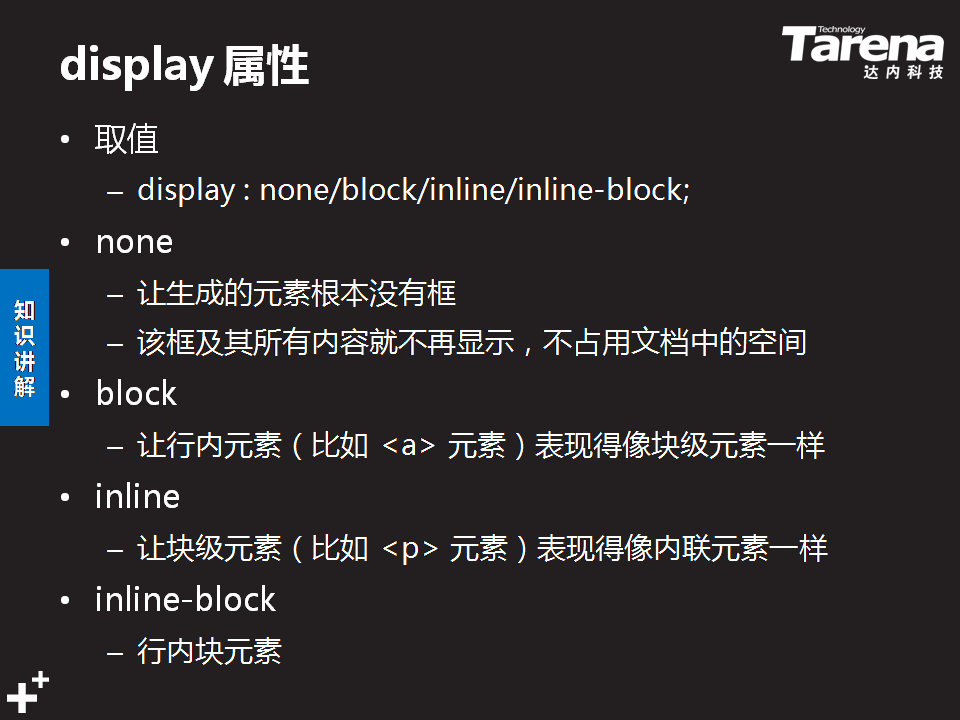 display 属性
Technology
Tarena
达内科技
• 取值
– display : none/block/inline/inline-block;
• none
– 让生成的元素根本没有框
– 该框及其所有内容就不再显示，不占用文档中的空间
• block
– 让行内元素（比如 <a> 元素）表现得像块级元素一样
• inline
– 让块级元素（比如 <p> 元素）表现得像内联元素一样
• inline-block
– 行内块元素
知识讲解